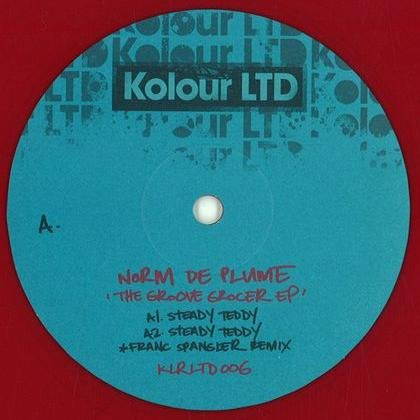 Kolour LTD
A.
NORM DE PLUME
'THE GROOVE GROCER EP'
A1. STEADY TEDDY
A2. STEADY TEDDY
*FRANC SPANGLER REMIX
KLRLTD006